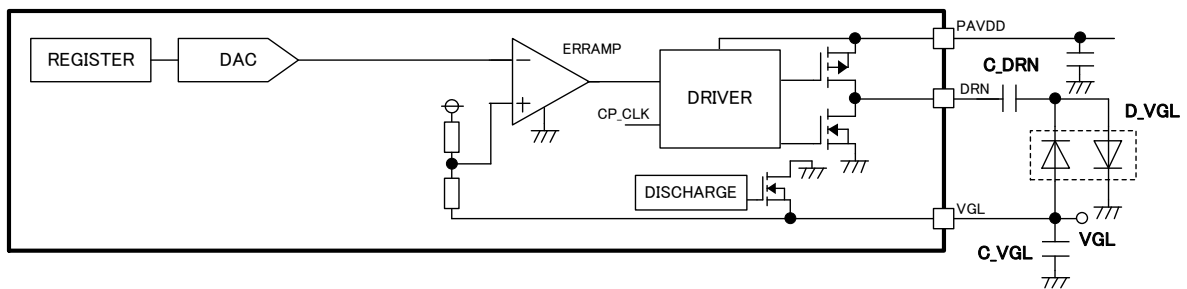 PAVDD
ERRAMP
REGISTER
DAC
C_DRN
DRIVER
DRN
CP_CLK
D_VGL
DISCHARGE
VGL
VGL
C_VGL